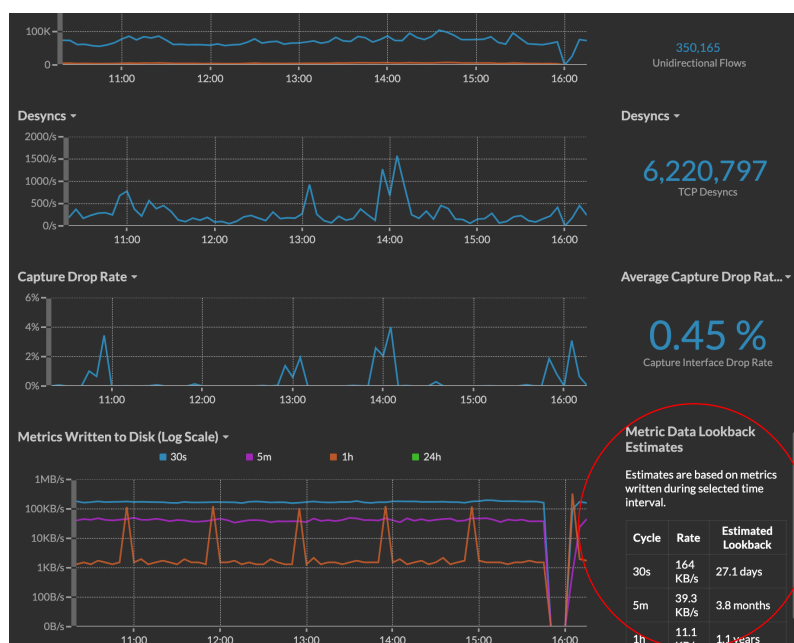 100K
0
11:00 12:00 13:00 14:00 15:00 16:00
350,165
Unidirectional Flows
Desyncs
2000/s
1500/s
1000/s
500/s
0/s
11:00 12:00 13:00 14:00 15:00 16:00
Desyncs
6,220,797
TCP Desyncs
Capture Drop Rate
6%
4%
2%
0%
11:00 12:00 13:00 14:00 15:00 16:00
Average Capture Drop Rat...
0.45 %
Capture Interface Drop Rate
Metrics Written to Disk (Log Scale)
30s 5m 1h 24h
1MB/s
100KB/s
10KB/s
1KB/s
100B/s
0B/s
11:00 12:00 13:00 14:00 15:00 16:00
Metric Data Lookback
Estimates
Estimates are based on metrics
written during selected time
interval.
Cycle Rate Estimated
Lookback
30s 164
KB/s 27.1 days
5m 39.3
KB/s 3.8 months
1h 11.1
KB/s 1.1 years